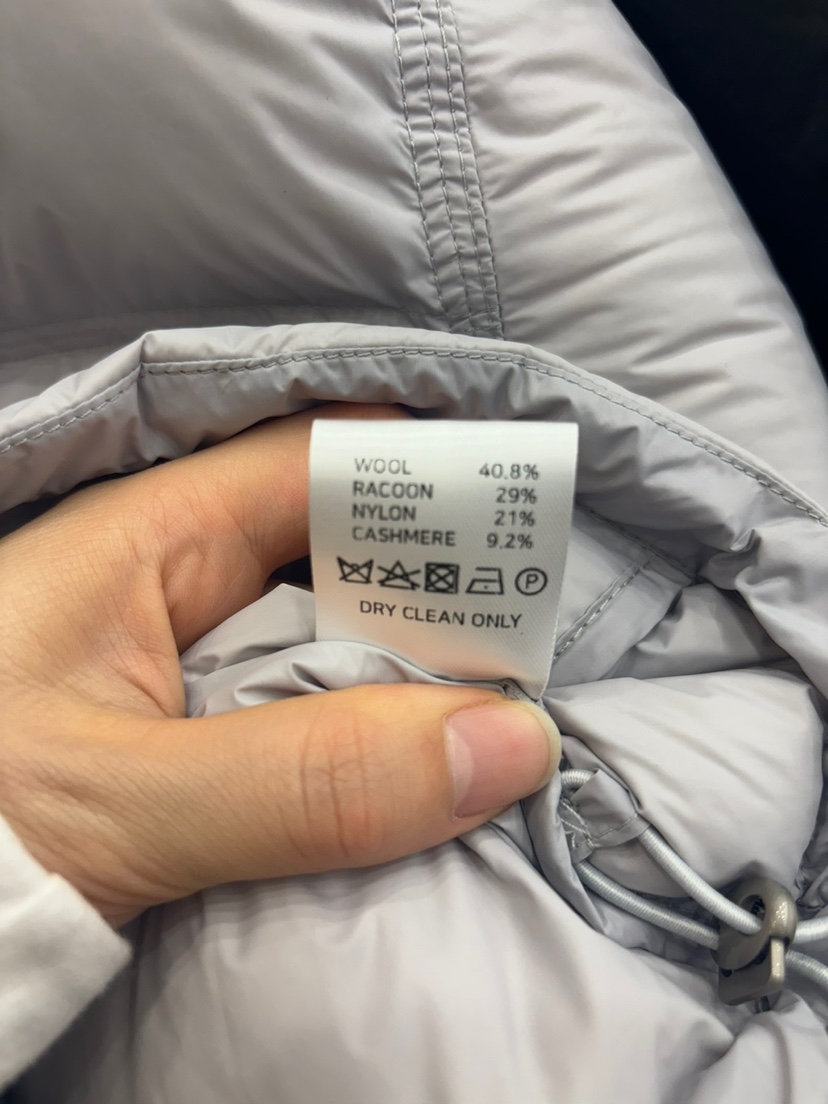 WOOL 40.8%
RACOON 29%
NYLON 21%
CASHMERE 9.2%
P
DRY CLEAN ONLY